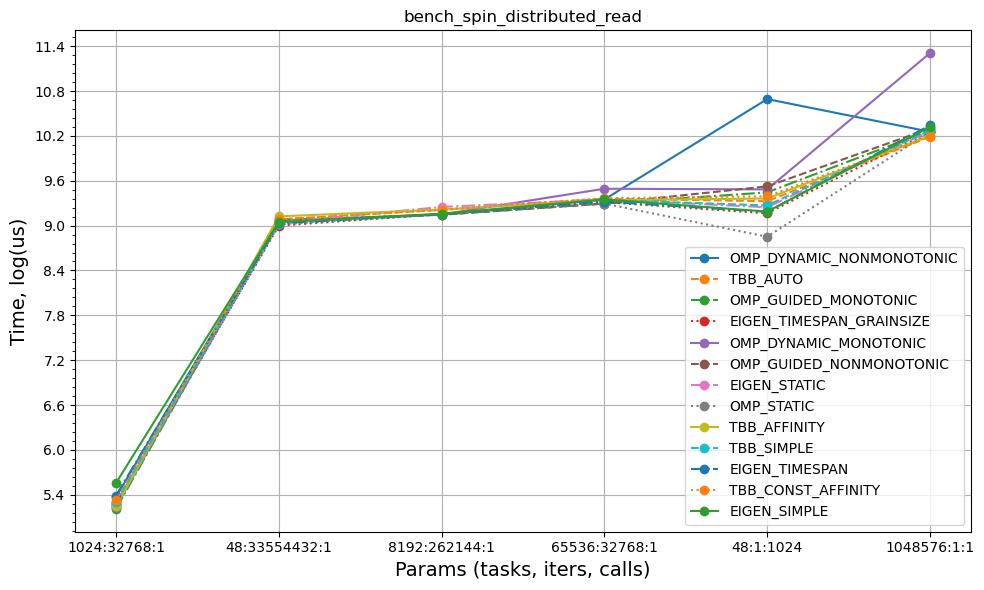 bench_spin_distributed_read
Time, log(us)
11.4
10.8
10.2
9.6
9.0
8.4
7.8
7.2
6.6
6.0
5.4
OMP_DYNAMIC_NONMONOTONIC
TBB_AUTO
OMP_GUIDED_MONOTONIC
EIGEN_TIMESPAN_GRAINSIZE
OMP_DYNAMIC_MONOTONIC
OMP_GUIDED_NONMONOTONIC
EIGEN_STATIC
OMP_STATIC
TBB_AFFINITY
TBB_SIMPLE
EIGEN_TIMESPAN
TBB_CONST_AFFINITY
EIGEN_SIMPLE
1024:32768:1 48:33554432:1 8192:262144:1 65536:32768:1 48:1:1024 1048576:1:1
Params (tasks, iters, calls)